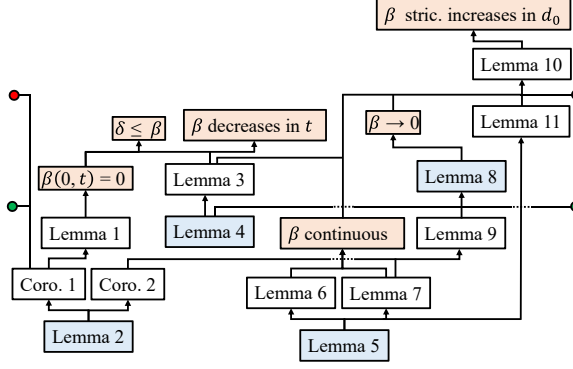 β stric. increases in d₀
Lemma 10
δ ≤ β
β decreases in t
β → 0
Lemma 11
β(0, t) = 0
Lemma 3
Lemma 8
Lemma 1
Lemma 4
β continuous
Lemma 9
Coro. 1
Coro. 2
Lemma 6
Lemma 7
Lemma 2
Lemma 5